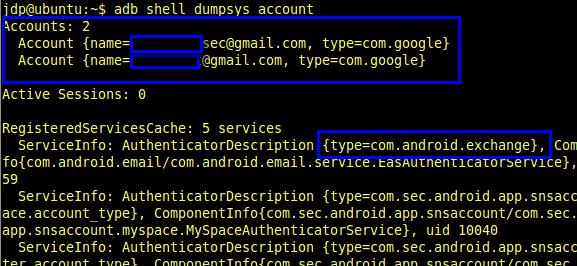 jdp@ubuntu:~$ adb shell dumpsys account
Accounts: 2
Account {name= sec@gmail.com, type=com.google}
Account {name= @gmail.com, type=com.google}
Active Sessions: 0
RegisteredServicesCache: 5 services
ServiceInfo: AuthenticatorDescription {type=com.android.exchange}, Com
fo{com.android.email/com.android.email.service.EasAuthenticatorService},
59
ServiceInfo: AuthenticatorDescription {type=com.sec.android.app.snsacc
ace.account_type}, ComponentInfo{com.sec.android.app.snsaccount/com.sec.
app.snsaccount.myspace.MySpaceAuthenticatorService}, uid 10040
ServiceInfo: AuthenticatorDescription {type=com.sec.android.app.snsacc
ter.account_type}, ComponentInfo{com.sec.android.app.snsaccount/com.sec.